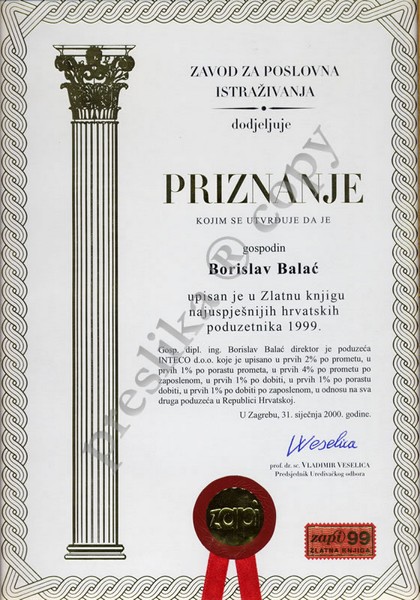 ZAVOD ZA POSLOVNA
ISTRAŽIVANJA
dodjeljuje
PRIZNANJE
KOJIM SE UTVRĐUJE DA JE
gospodin
Borislav Balać
upisan je u Zlatnu knjigu
najuspješnijih hrvatskih
poduzetnika 1999.
Gosp. dipl. ing. Borislav Balać direktor je poduzeća
INTECO d.o.o. koje je upisano u prvih 2% po prometu, u
prvih 1% po porastu prometa, u prvih 4% po prometu po
zaposlenom, u prvih 1% po dobiti, u prvih 1% po porastu
dobiti, u prvih 1% po dobiti po zaposlenom, u odnosu na sva
druga poduzeća u Republici Hrvatskoj.
U Zagrebu, 31. siječnja 2000. godine.
Veselica
prof. dr. sc. VLADIMIR VESELICA
Predsjednik Uređivačkog odbora
zapi
zapi 99
ZLATNA KNJIGA
preslika ® copy